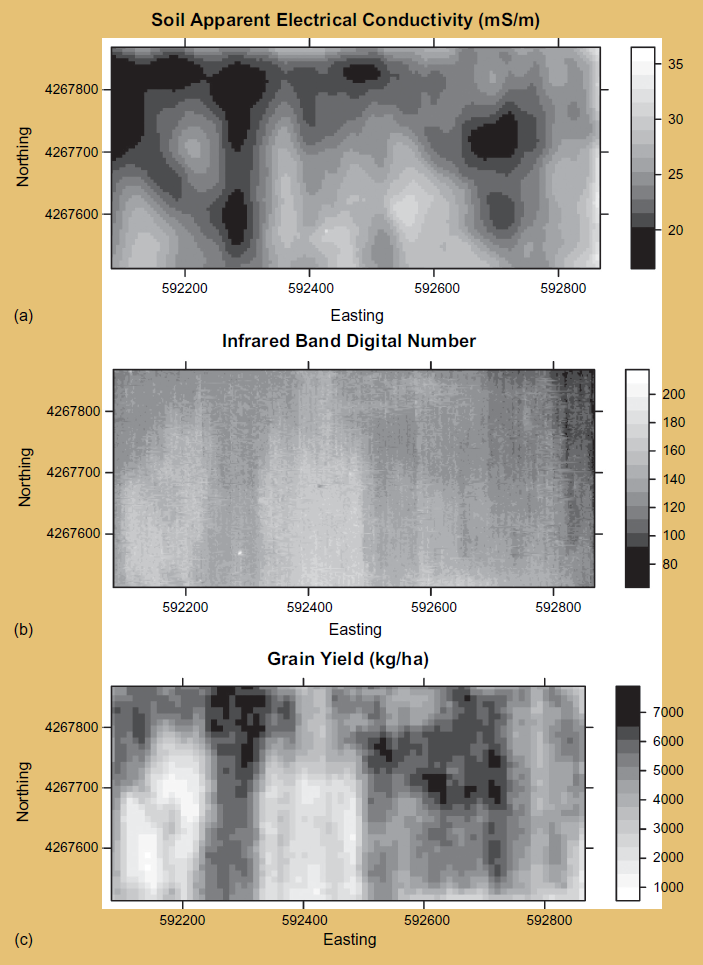 Soil Apparent Electrical Conductivity (mS/m)
4267800
4267700
4267600
Northing
35
30
25
20
592200 592400 592600 592800
(a)
Easting
Infrared Band Digital Number
4267800
4267700
4267600
Northing
200
180
160
140
120
100
80
592200 592400 592600 592800
(b)
Easting
Grain Yield (kg/ha)
4267800
4267700
4267600
Northing
7000
6000
5000
4000
3000
2000
1000
592200 592400 592600 592800
(c)
Easting